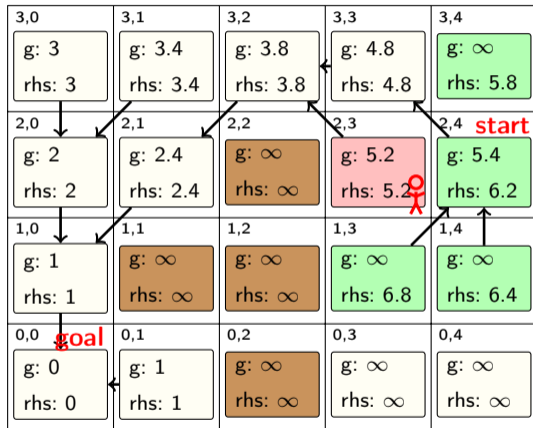 3,0 3,1 3,2 3,3 3,4
g: 3 g: 3.4 g: 3.8 g: 4.8 g: ∞
rhs: 3 rhs: 3.4 rhs: 3.8 rhs: 4.8 rhs: 5.8
2,0 2,1 2,2 2,3 2,4 start
g: 2 g: 2.4 g: ∞ g: 5.2 g: 5.4
rhs: 2 rhs: 2.4 rhs: ∞ rhs: 5.2 rhs: 6.2
1,0 1,1 1,2 1,3 1,4
g: 1 g: ∞ g: ∞ g: ∞ g: ∞
rhs: 1 rhs: ∞ rhs: ∞ rhs: 6.8 rhs: 6.4
0,0 goal 0,1 0,2 0,3 0,4
g: 0 g: 1 g: ∞ g: ∞ g: ∞
rhs: 0 rhs: 1 rhs: ∞ rhs: ∞ rhs: ∞